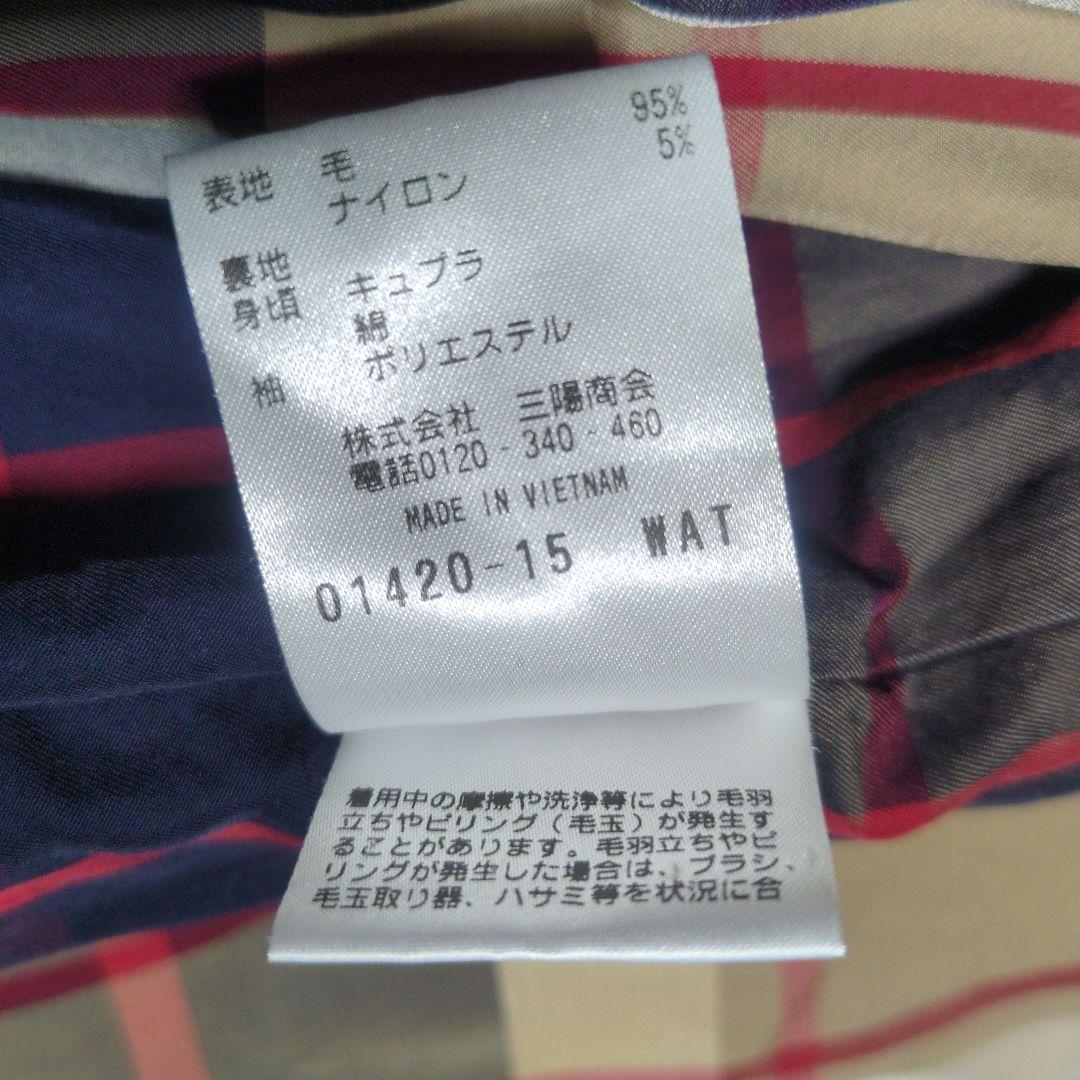 表地 毛 95%
ナイロン 5%
裏地
身頃 キュプラ
綿
袖 ポリエステル
株式会社 三陽商会
電話0120-340-460
MADE IN VIETNAM
01420-15 WAT
着用中の摩擦や洗浄等により毛羽
立ちやピリング(毛玉)が発生す
ることがあります。毛羽立ちやピ
リングが発生した場合は、ブラシ、
毛玉取り器、ハサミ等を状況に合